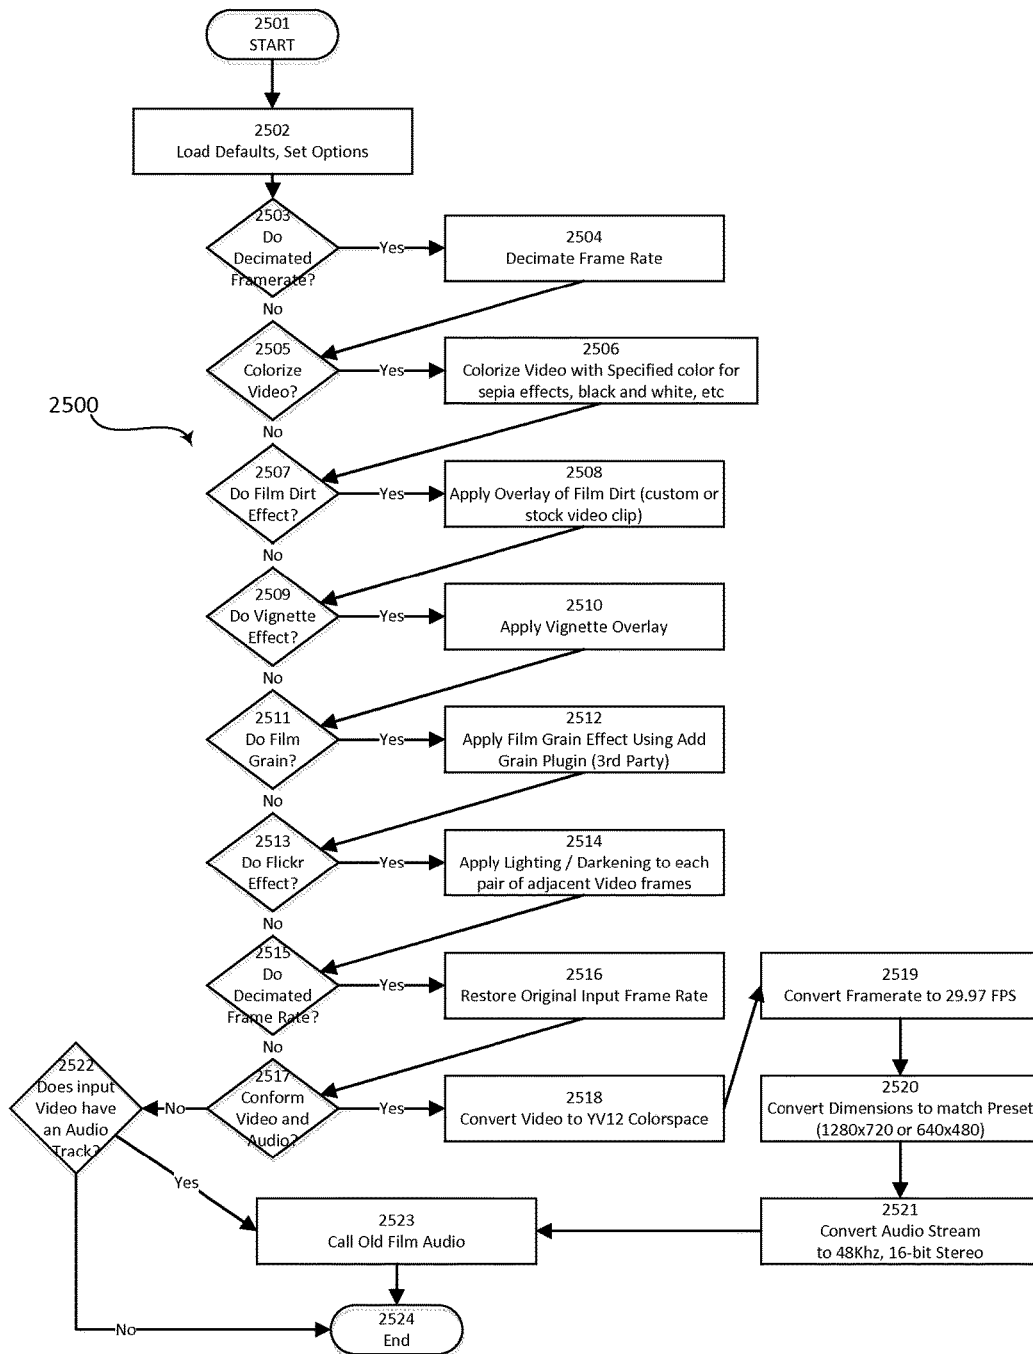 2501
START
2502
Load Defaults, Set Options
2503
Do
Decimated
Framerate?
Yes
2504
Decimate Frame Rate
No
2505
Colorize
Video?
Yes
2506
Colorize Video with Specified color for
sepia effects, black and white, etc
2500
No
2507
Do Film Dirt
Effect?
Yes
2508
Apply Overlay of Film Dirt (custom or
stock video clip)
No
2509
Do Vignette
Effect?
Yes
2510
Apply Vignette Overlay
No
2511
Do Film
Grain?
Yes
2512
Apply Film Grain Effect Using Add
Grain Plugin (3rd Party)
No
2513
Do Flickr
Effect?
Yes
2514
Apply Lighting / Darkening to each
pair of adjacent Video frames
No
2515
Do
Decimated
Frame Rate?
Yes
2516
Restore Original Input Frame Rate
2519
Convert Framerate to 29.97 FPS
No
2522
Does input
Video have
an Audio
Track?
No
2517
Conform
Video and
Audio?
Yes
2518
Convert Video to YV12 Colorspace
2520
Convert Dimensions to match Preset
(1280x720 or 640x480)
Yes
2523
Call Old Film Audio
2521
Convert Audio Stream
to 48Khz, 16-bit Stereo
No
2524
End